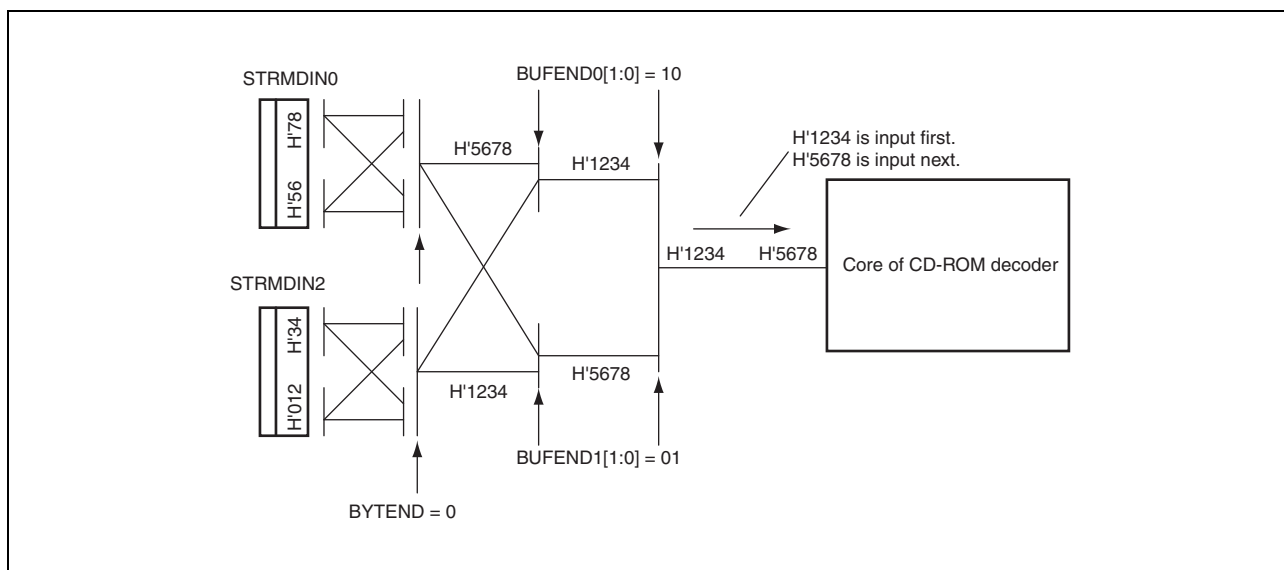 STRMDIN0
H'78
H'56
STRMDIN2
H'34
H'012
BYTEND = 0
H'5678
H'1234
BUFEND0[1:0] = 10
H'1234
H'5678
BUFEND1[1:0] = 01
H'1234 is input first.
H'5678 is input next.
H'1234
H'5678
Core of CD-ROM decoder